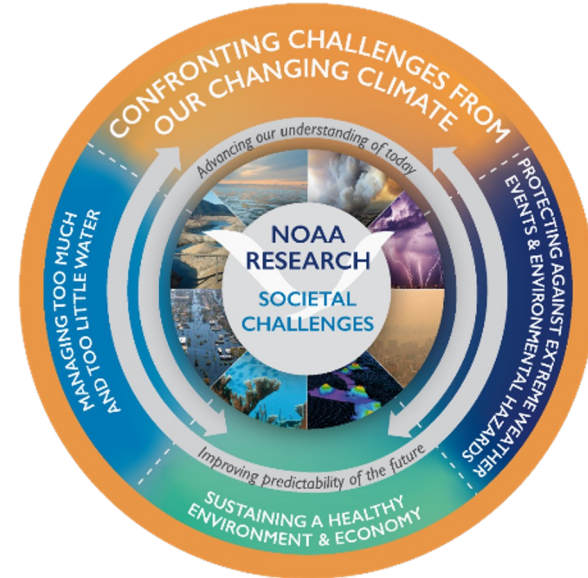 CONFRONTING CHALLENGES FROM
OUR CHANGING CLIMATE
Advancing our understanding of today
NOAA
RESEARCH
SOCIETAL
CHALLENGES
MANAGING TOO MUCH
AND TOO LITTLE WATER
PROTECTING AGAINST EXTREME WEATHER
EVENTS & ENVIRONMENTAL HAZARDS
Improving predictability of the future
SUSTAINING A HEALTHY
ENVIRONMENT & ECONOMY